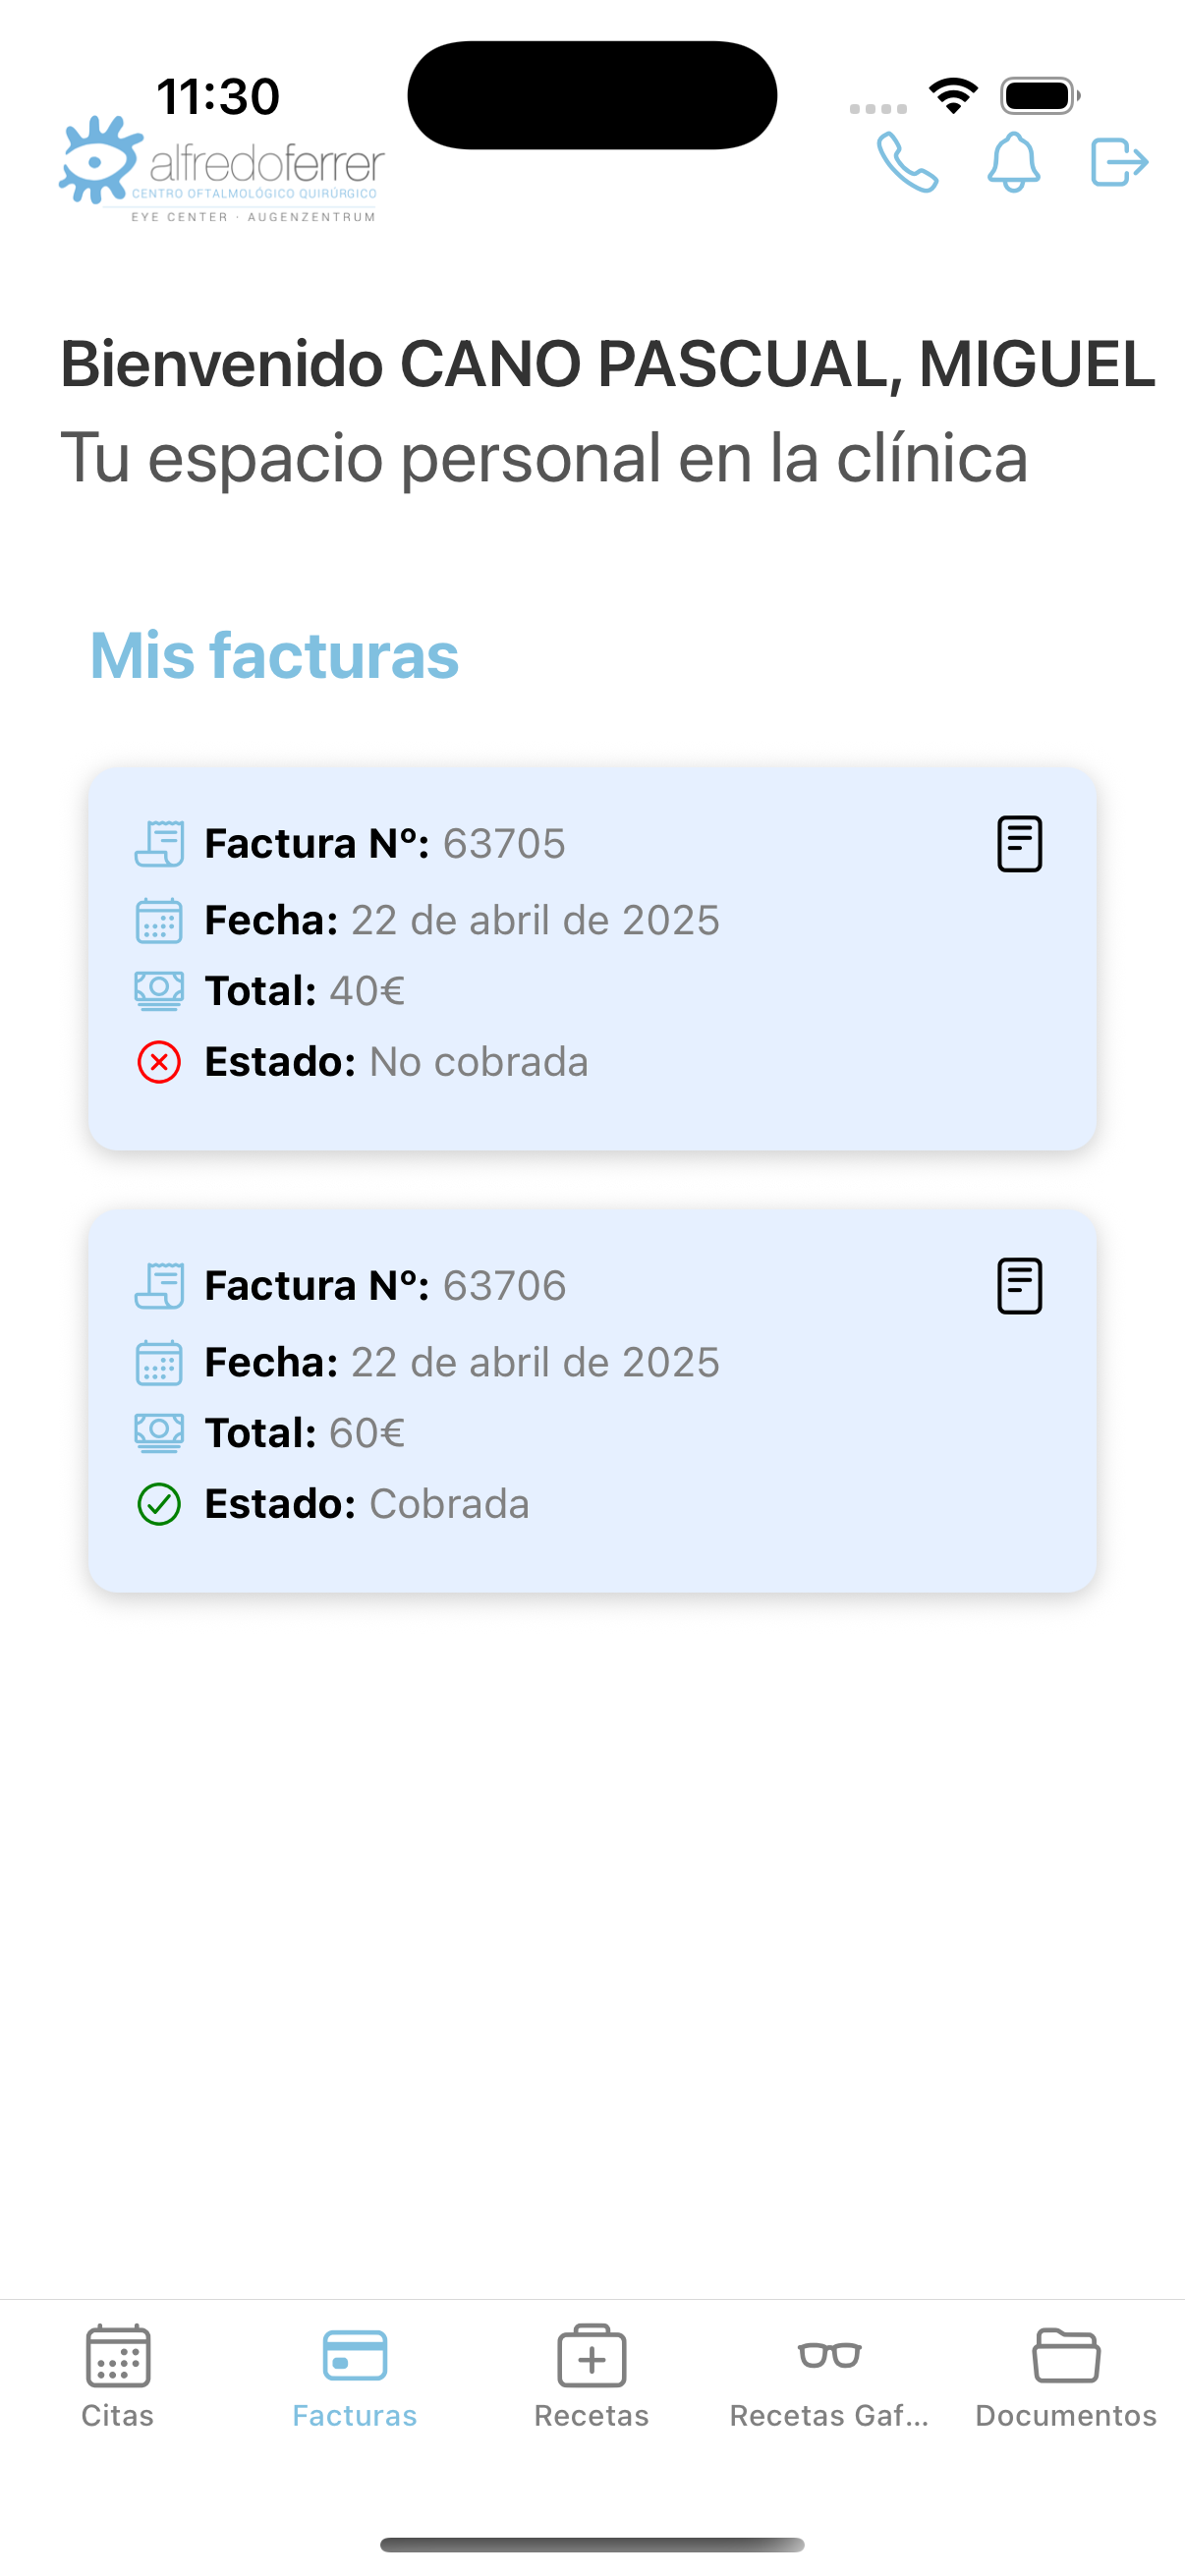 11:30
alfredoferrer
CENTRO OFTALMOLÓGICO QUIRÚRGICO
EYE CENTER · AUGENZENTRUM
Bienvenido CANO PASCUAL, MIGUEL
Tu espacio personal en la clínica
Mis facturas
Factura Nº: 63705
Fecha: 22 de abril de 2025
Total: 40€
Estado: No cobrada
Factura Nº: 63706
Fecha: 22 de abril de 2025
Total: 60€
Estado: Cobrada
Citas
Facturas
Recetas
Recetas Gaf...
Documentos